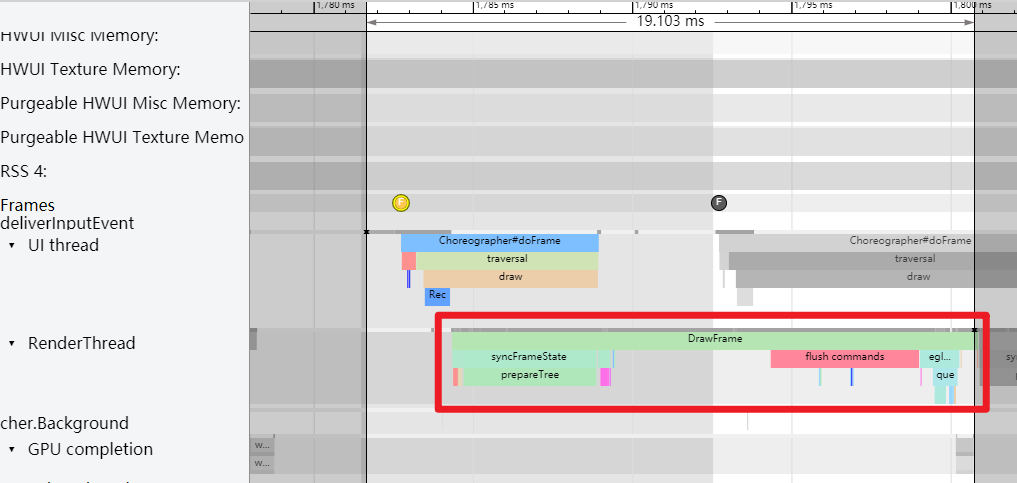 1,780 ms
1,785 ms
1,790 ms
1,795 ms
1,800 ms
19.103 ms
HWUI Misc Memory:
HWUI Texture Memory:
Purgeable HWUI Misc Memory:
Purgeable HWUI Texture Memo
RSS 4:
Frames
F
F
deliverInputEvent
UI thread
Choreographer#doFrame
Choreographer#doFrame
traversal
traversal
draw
draw
Rec
RenderThread
DrawFrame
syncFrameState
flush commands
egl...
prepareTree
que
cher.Background
GPU completion
w...
w...